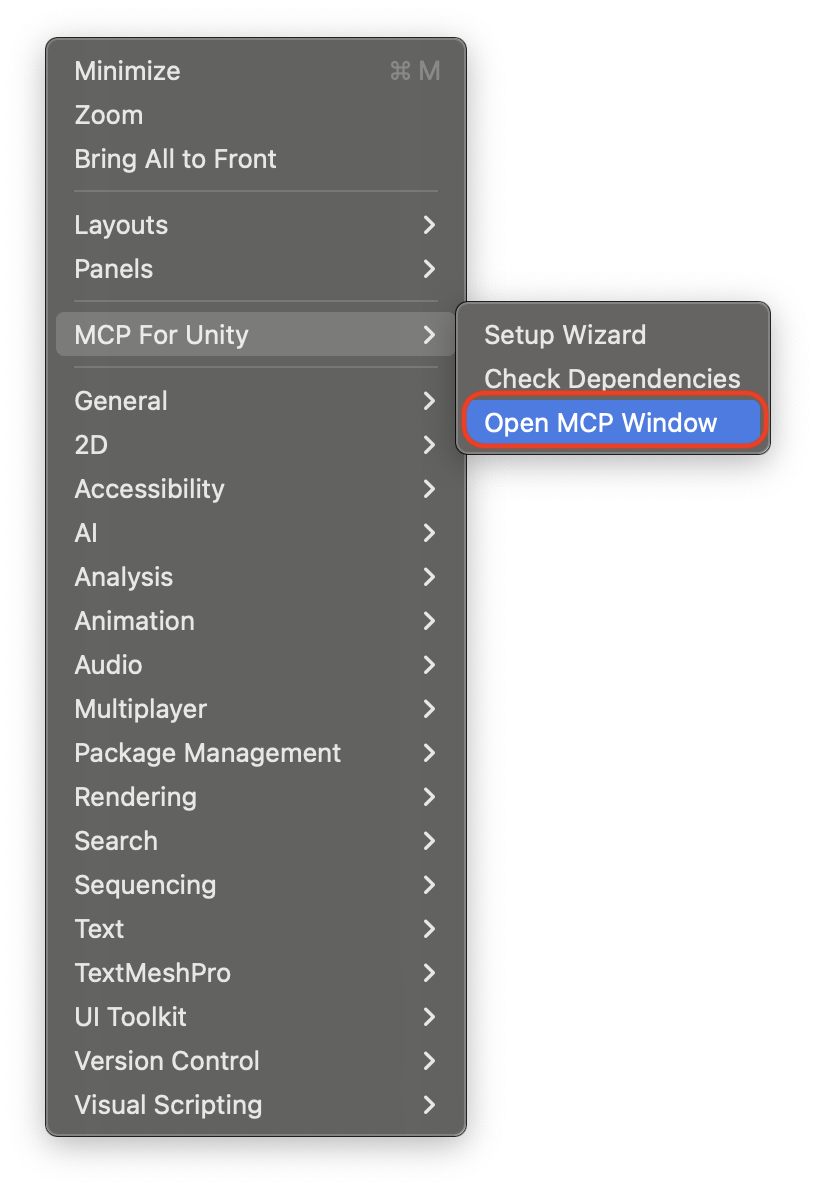 Minimize ⌘ M
Zoom
Bring All to Front
Layouts
Panels
MCP For Unity
Setup Wizard
Check Dependencies
Open MCP Window
General
2D
Accessibility
AI
Analysis
Animation
Audio
Multiplayer
Package Management
Rendering
Search
Sequencing
Text
TextMeshPro
UI Toolkit
Version Control
Visual Scripting